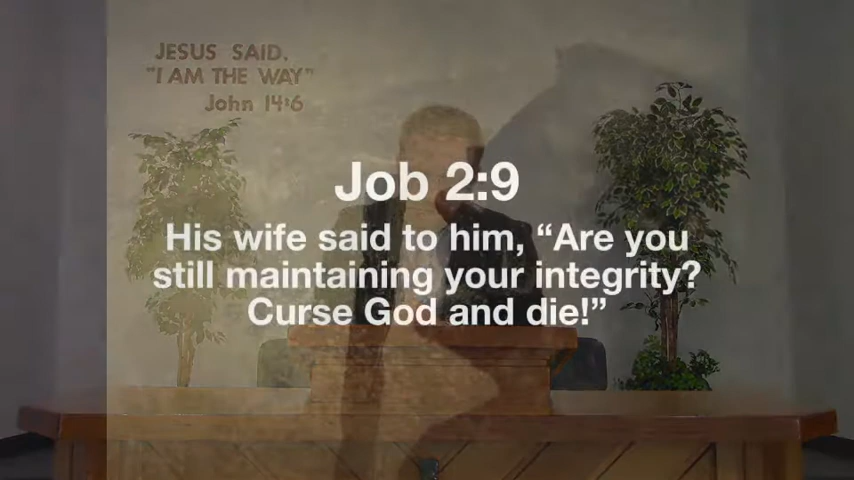 JESUS SAID,
"I AM THE WAY"
John 14:6
Job 2:9
His wife said to him, “Are you
still maintaining your integrity?
Curse God and die!”